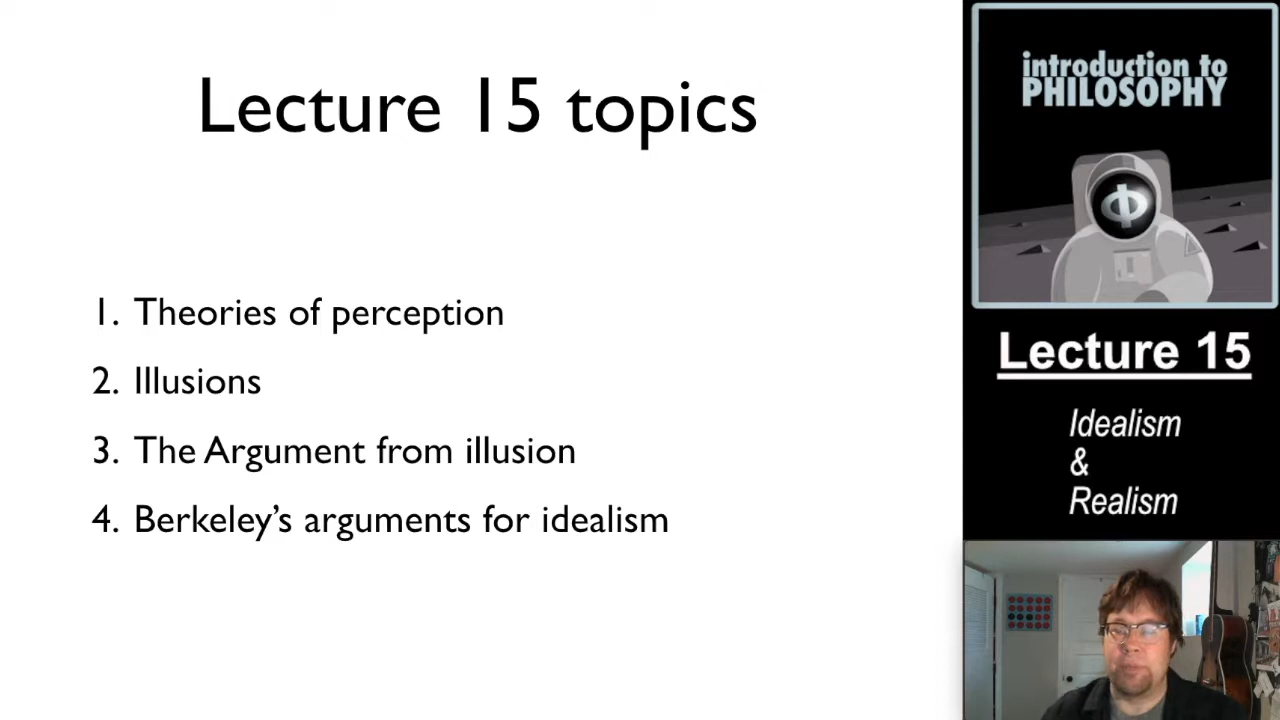 Lecture 15 topics
1. Theories of perception
2. Illusions
3. The Argument from illusion
4. Berkeley’s arguments for idealism
introduction to
PHILOSOPHY
Φ
Lecture 15
Idealism
&
Realism